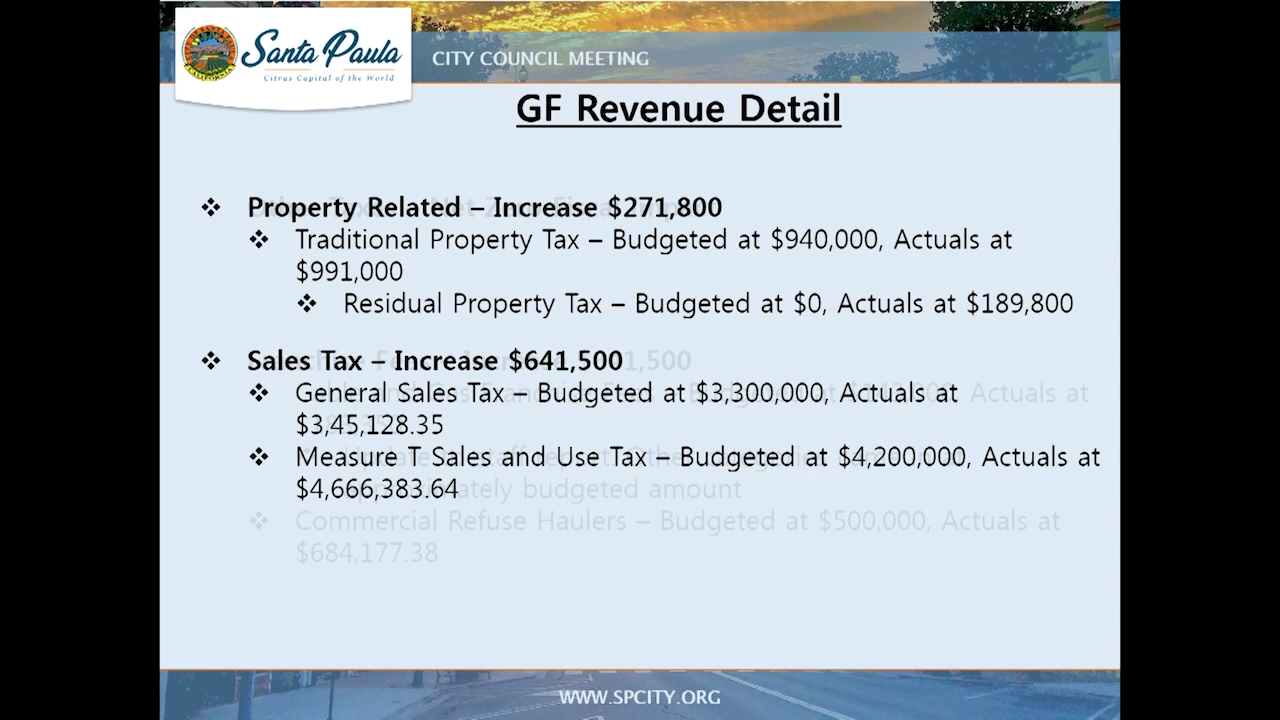 Santa Paula
Citrus Capital of the World
CITY COUNCIL MEETING
GF Revenue Detail
❖ Property Related – Increase $271,800
❖ Traditional Property Tax – Budgeted at $940,000, Actuals at
$991,000
❖ Residual Property Tax – Budgeted at $0, Actuals at $189,800
❖ Sales Tax – Increase $641,500
❖ General Sales Tax – Budgeted at $3,300,000, Actuals at
$3,45,128.35
❖ Measure T Sales and Use Tax – Budgeted at $4,200,000, Actuals at
$4,666,383.64
budgeted amount
❖ Commercial Refuse Haulers – Budgeted at $500,000, Actuals at
$684,177.38
WWW.SPCITY.ORG